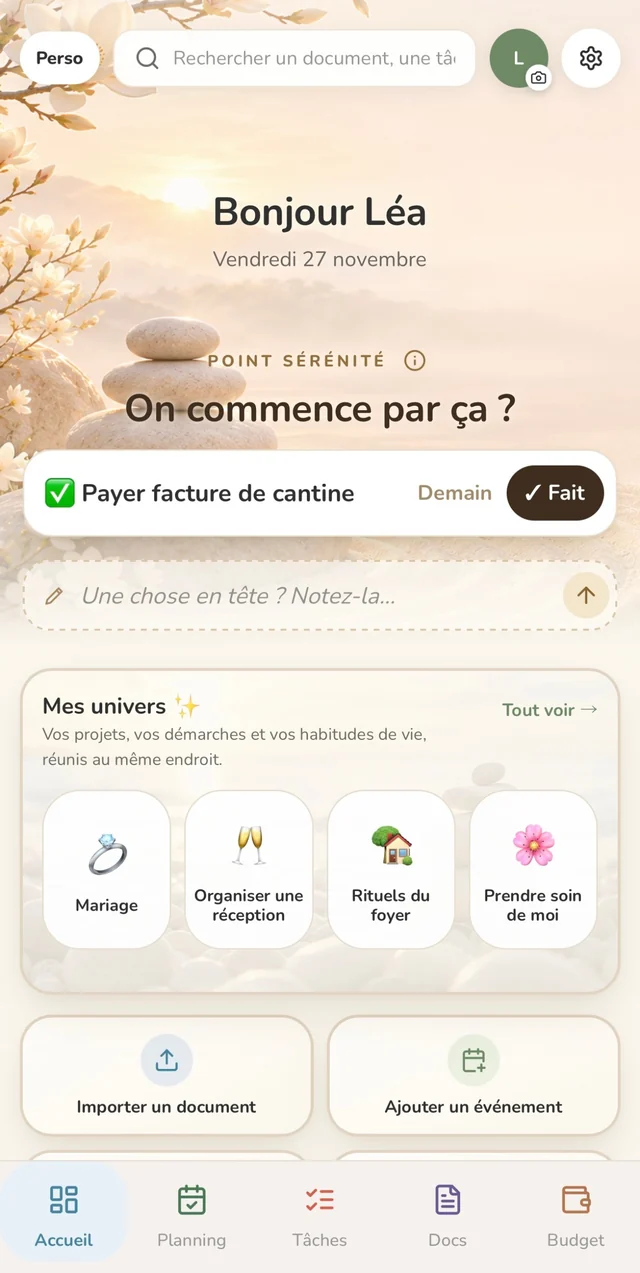 Perso
Rechercher un document, une tâ
L
Bonjour Léa
Vendredi 27 novembre
POINT SÉRÉNITÉ
On commence par ça ?
✅ Payer facture de cantine
Demain
✓ Fait
Une chose en tête ? Notez-la...
Mes univers ✨
Tout voir →
Vos projets, vos démarches et vos habitudes de vie,
réunis au même endroit.
Mariage
Organiser une
réception
Rituels du
foyer
Prendre soin
de moi
Importer un document
Ajouter un événement
Accueil
Planning
Tâches
Docs
Budget